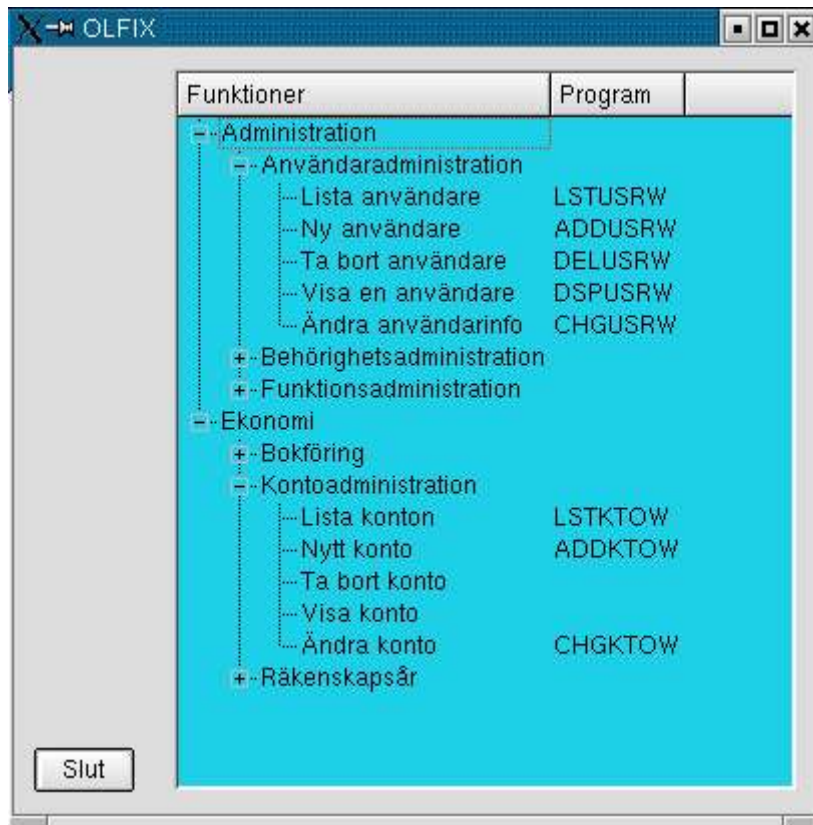 OLFIX
Funktioner Program
Administration
Användaradministration
Lista användare LSTUSRW
Ny användare ADDUSRW
Ta bort användare DELUSRW
Visa en användare DSPUSRW
Ändra användarinfo CHGUSRW
Behörighetsadministration
Funktionsadministration
Ekonomi
Bokföring
Kontoadministration
Lista konton LSTKTOW
Nytt konto ADDKTOW
Ta bort konto
Visa konto
Ändra konto CHGKTOW
Räkenskapsår
Slut